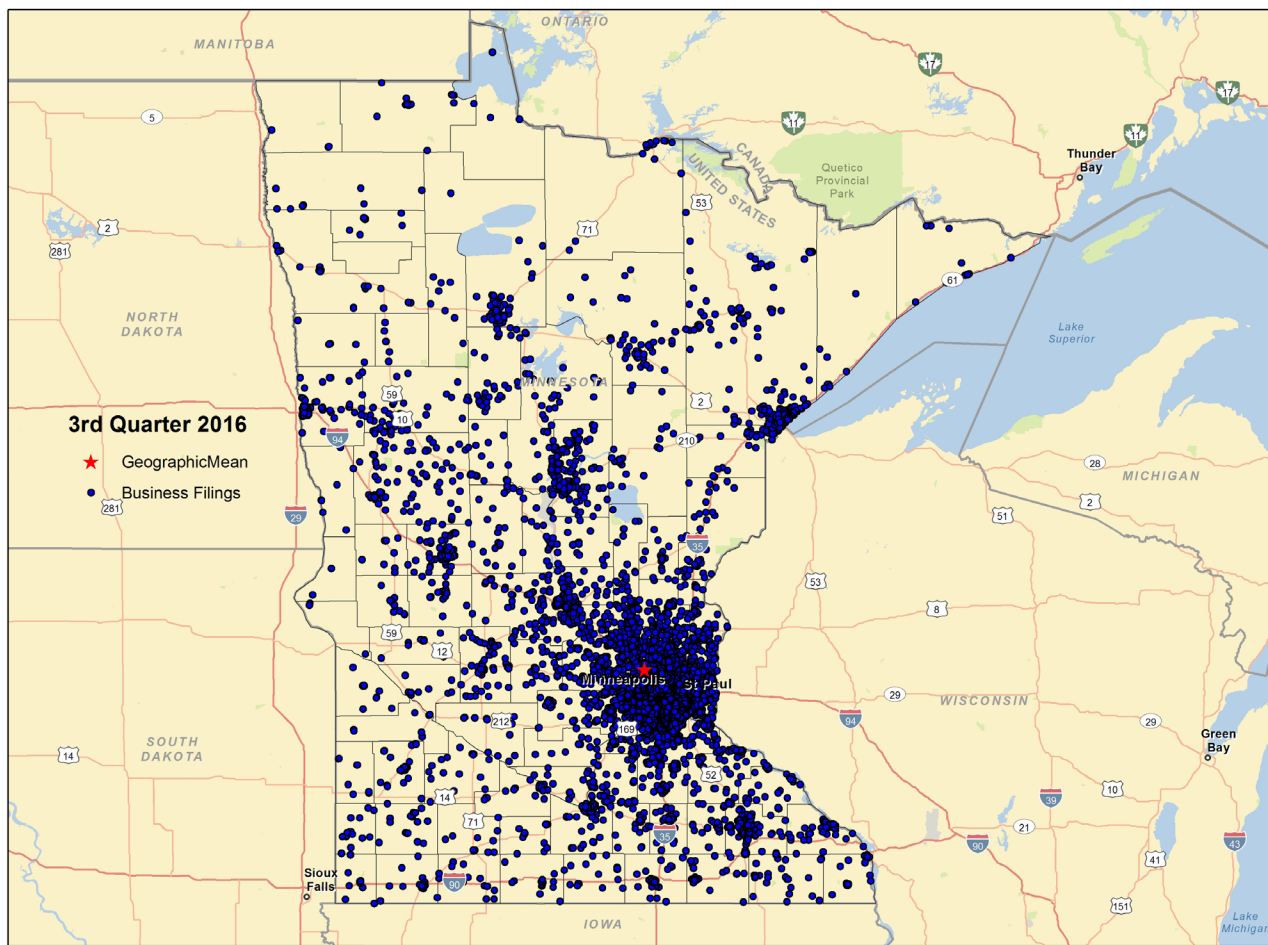 ONTARIO
MANITOBA
17
17
5
11
11
Thunder
Bay
CANADA
UNITED STATES
Quetico
Provincial
Park
53
2
281
71
61
NORTH
DAKOTA
Lake
Superior
MINNESOTA
59
10
2
3rd Quarter 2016
94
210
GeographicMean
28
MICHIGAN
Business Filings
2
281
29
51
35
53
8
59
12
Minneapolis
St Paul
29
WISCONSIN
212
94
29
169
SOUTH
DAKOTA
Green
Bay
14
52
10
14
39
71
35
21
90
43
41
Sioux
Falls
90
151
IOWA
Lake
Michigan